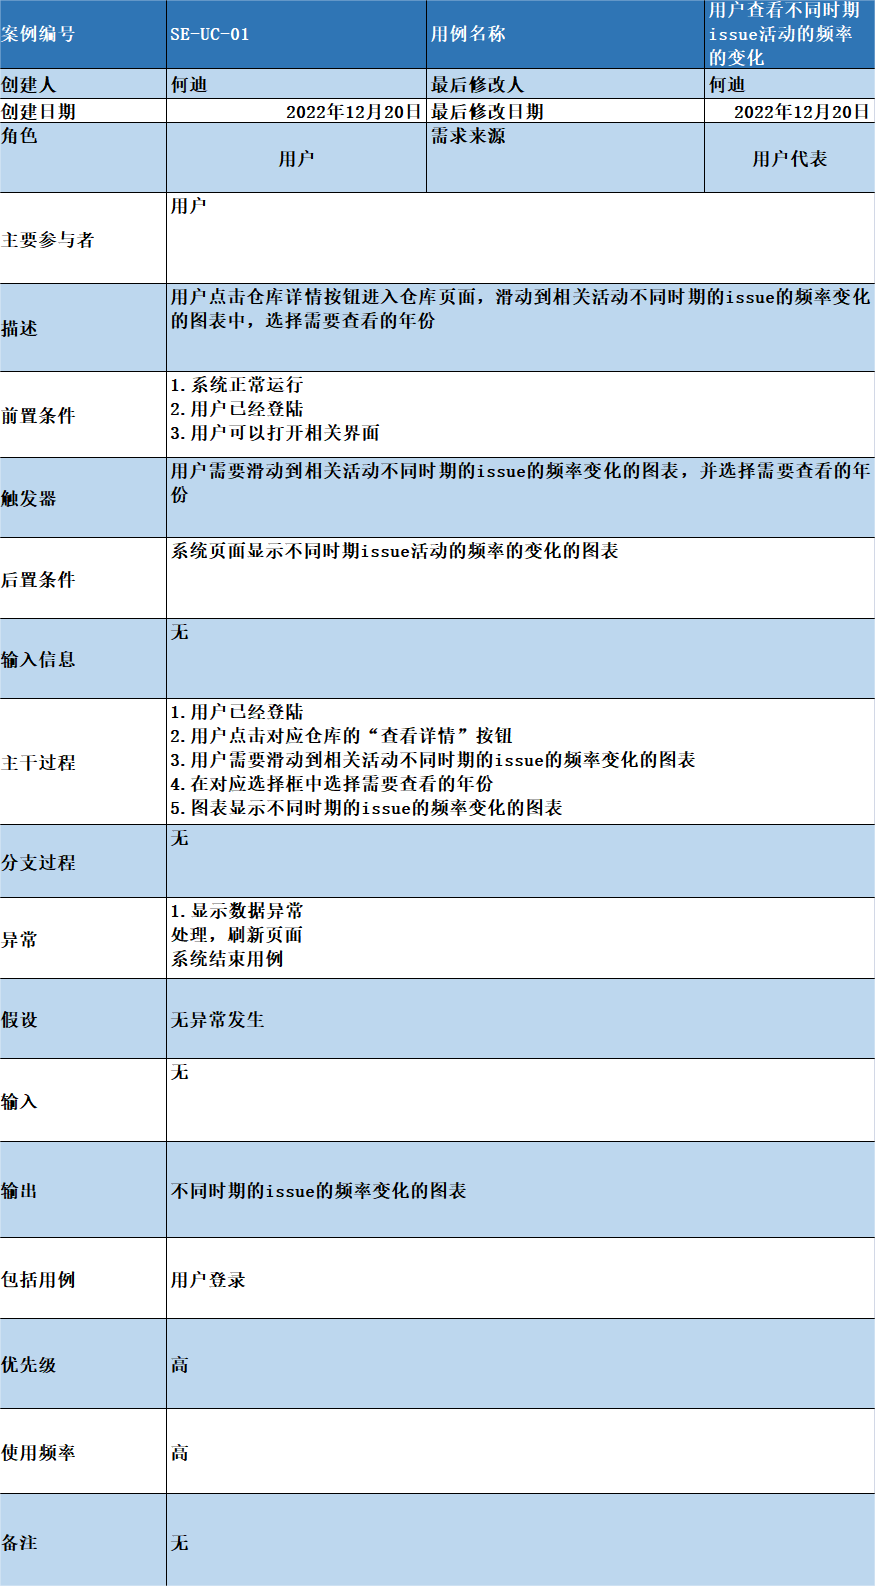 案例编号 SE-UC-01 用例名称 用户查看不同时期
issue活动的频率
的变化
创建人 何迪 最后修改人 何迪
创建日期 2022年12月20日 最后修改日期 2022年12月20日
角色 用户 需求来源 用户代表
主要参与者 用户
描述 用户点击仓库详情按钮进入仓库页面，滑动到相关活动不同时期的issue的频率变化
的图表中，选择需要查看的年份
前置条件 1.系统正常运行
2.用户已经登陆
3.用户可以打开相关界面
触发器 用户需要滑动到相关活动不同时期的issue的频率变化的图表，并选择需要查看的年
份
后置条件 系统页面显示不同时期issue活动的频率的变化的图表
输入信息 无
主干过程 1.用户已经登陆
2.用户点击对应仓库的“查看详情”按钮
3.用户需要滑动到相关活动不同时期的issue的频率变化的图表
4.在对应选择框中选择需要查看的年份
5.图表显示不同时期的issue的频率变化的图表
分支过程 无
异常 1.显示数据异常
处理，刷新页面
系统结束用例
假设 无异常发生
输入 无
输出 不同时期的issue的频率变化的图表
包括用例 用户登录
优先级 高
使用频率 高
备注 无